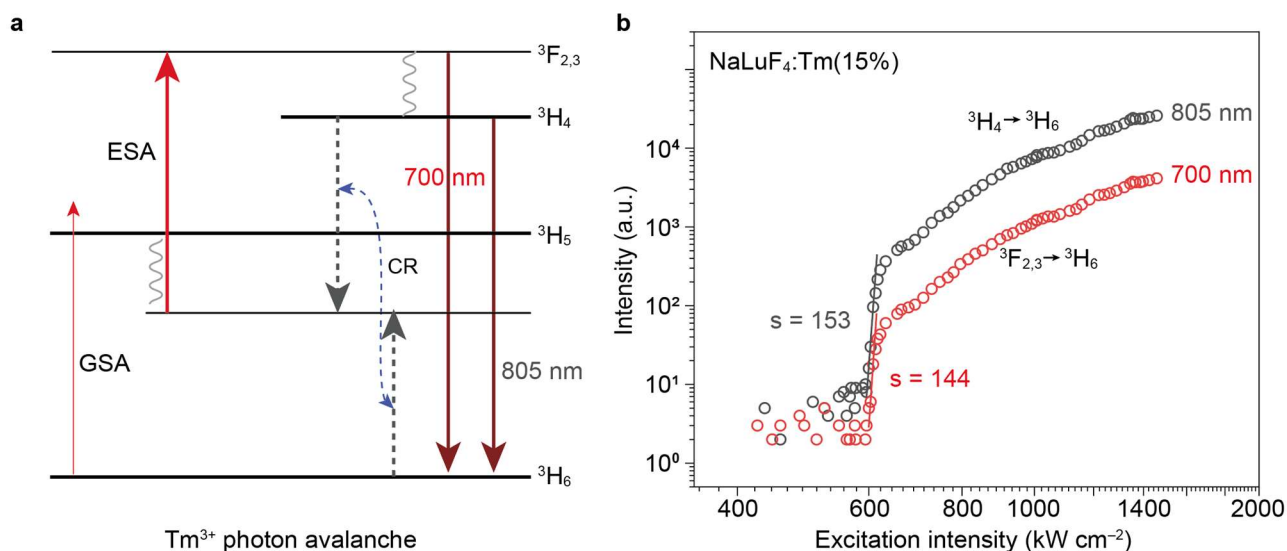 a
³F₂,₃
³H₄
ESA
700 nm
³H₅
CR
GSA
805 nm
³H₆
Tm³⁺ photon avalanche
b
NaLuF₄:Tm(15%)
³H₄→³H₆
805 nm
700 nm
³F₂,₃→³H₆
s = 153
s = 144
Intensity (a.u.)
10⁴
10³
10²
10¹
10⁰
400 600 800 1000 1400 2000
Excitation intensity (kW cm⁻²)